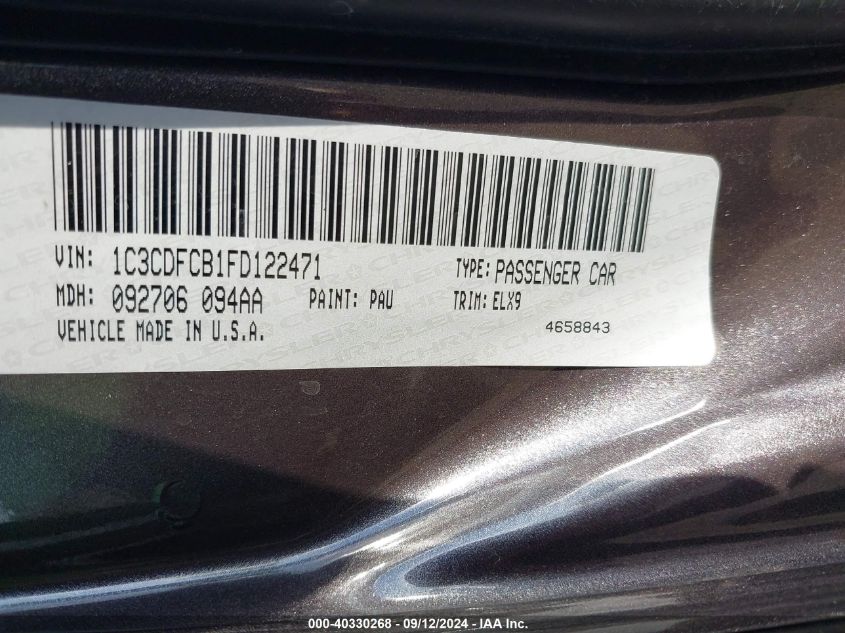 VIN: 1C3CDFCB1FD122471 TYPE: PASSENGER CAR
MDH: 092706 094AA PAINT: PAU TRIM: ELX9
VEHICLE MADE IN U.S.A. 4658843
000-40330268 - 09/12/2024 - IAA Inc.